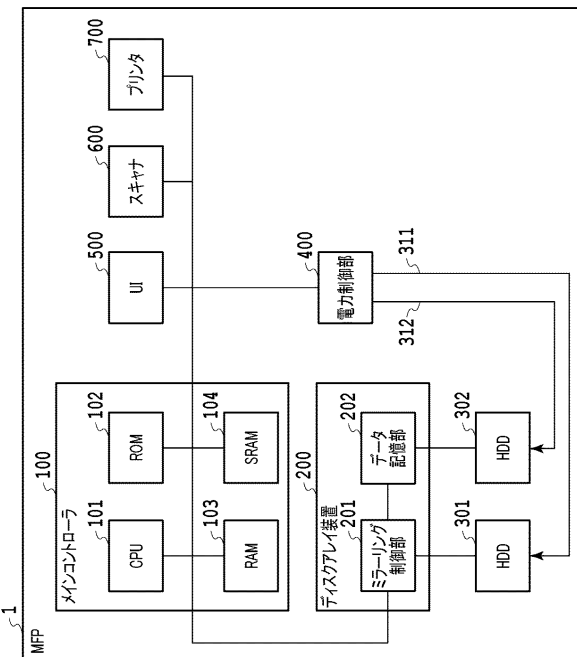 1
MFP
100
メインコントローラ
101
CPU
102
ROM
103
RAM
104
SRAM
500
UI
600
スキャナ
700
プリンタ
200
ディスクアレイ装置
201
ミラーリング
制御部
202
データ
記憶部
301
HDD
302
HDD
400
電力制御部
311
312